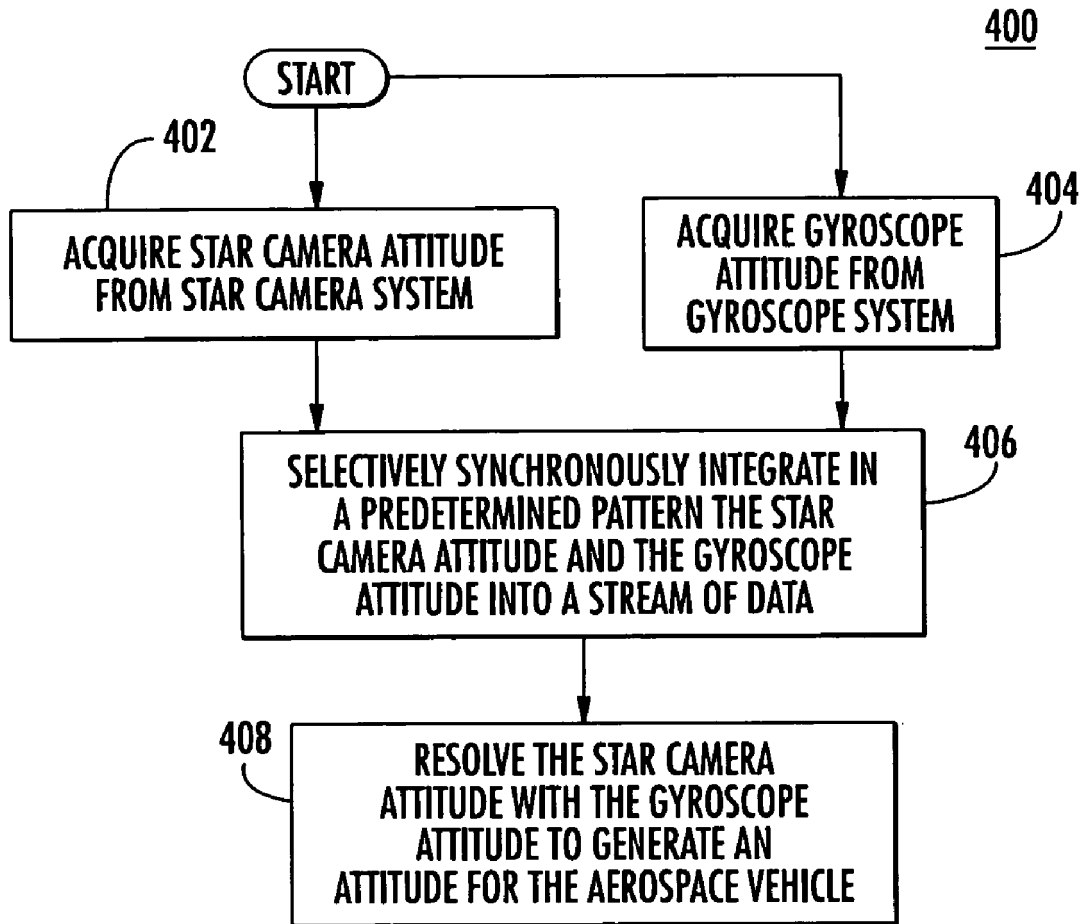 400
START
402
404
ACQUIRE STAR CAMERA ATTITUDE
FROM STAR CAMERA SYSTEM
ACQUIRE GYROSCOPE
ATTITUDE FROM
GYROSCOPE SYSTEM
406
SELECTIVELY SYNCHRONOUSLY INTEGRATE IN
A PREDETERMINED PATTERN THE STAR
CAMERA ATTITUDE AND THE GYROSCOPE
ATTITUDE INTO A STREAM OF DATA
408
RESOLVE THE STAR CAMERA
ATTITUDE WITH THE GYROSCOPE
ATTITUDE TO GENERATE AN
ATTITUDE FOR THE AEROSPACE VEHICLE